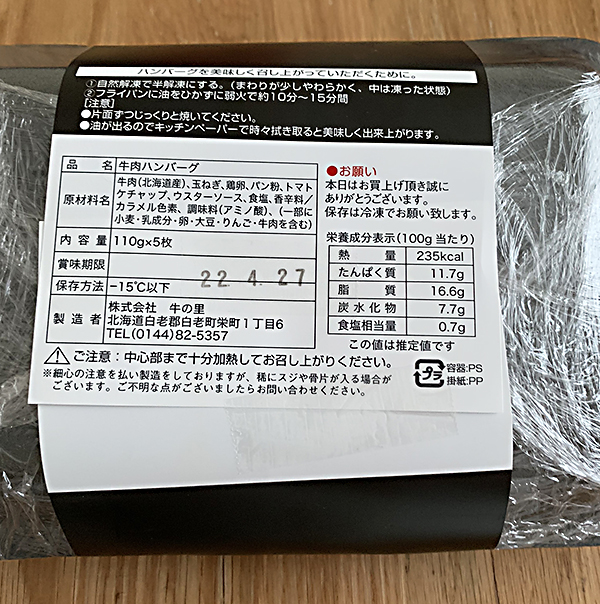 ハンバーグを美味しく召し上がっていただくために。
①自然解凍で半解凍にする。(まわりが少しやわらかく、中は凍った状態)
②フライパンに油をひかずに弱火で約10分〜15分間
[注意]
●片面ずつじっくりと焼いてください。
●油が出るのでキッチンペーパーで時々拭き取ると美味しく出来上がります。
品 名 牛肉ハンバーグ
原材料名 牛肉(北海道産)、玉ねぎ、鶏卵、パン粉、トマト
ケチャップ、ウスターソース、食塩、香辛料/
カラメル色素、調味料(アミノ酸)、(一部に
小麦・乳成分・卵・大豆・りんご・牛肉を含む)
内容量 110g×5枚
賞味期限 22.4.27
保存方法 -15℃以下
製造者 株式会社 牛の里
北海道白老郡白老町栄町1丁目6
TEL(0144)82-5357
●お願い
本日はお買上げ頂き誠に
ありがとうございます。
保存は冷凍でお願い致します。
栄養成分表示(100g当たり)
熱量 235kcal
たんぱく質 11.7g
脂質 16.6g
炭水化物 7.7g
食塩相当量 0.7g
この値は推定値です
ご注意:中心部まで十分加熱してお召し上がりください。
※細心の注意を払い製造をしておりますが、稀にスジや骨片が入る場合が
ございます。ご不明な点がございましたらお問い合わせください。
プラ
容器:PS
掛紙:PP